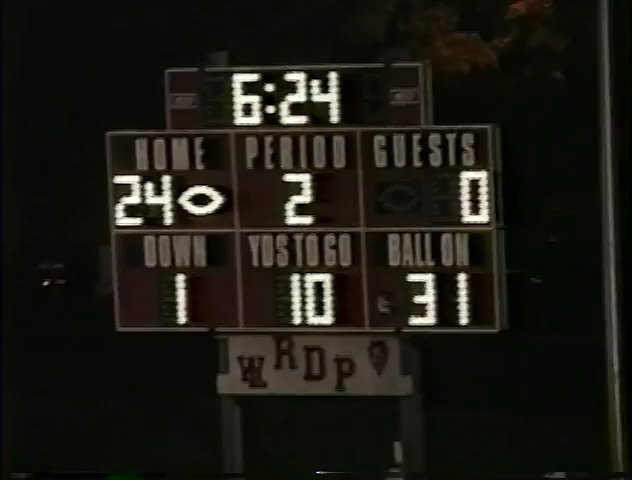 6:24
HOME PERIOD GUESTS
24 2 0
DOWN YDS TO GO BALL ON
1 10 31
WRDP